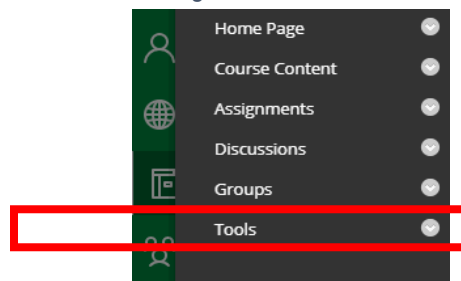 Home Page
Course Content
Assignments
Discussions
Groups
Tools